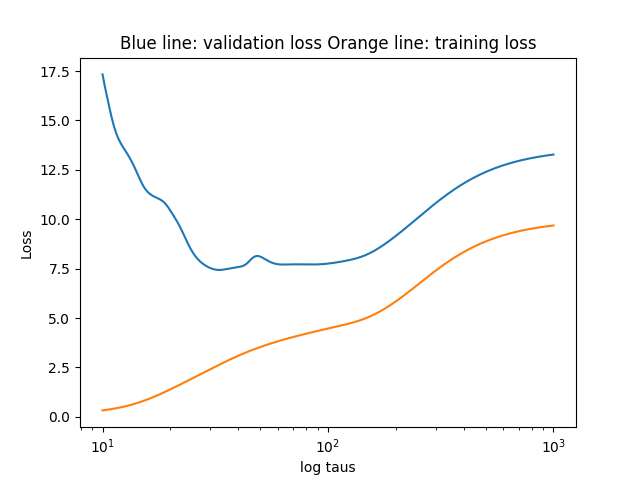 Blue line: validation loss Orange line: training loss
17.5
15.0
12.5
10.0
7.5
5.0
2.5
0.0
Loss
10¹ 10² 10³
log taus